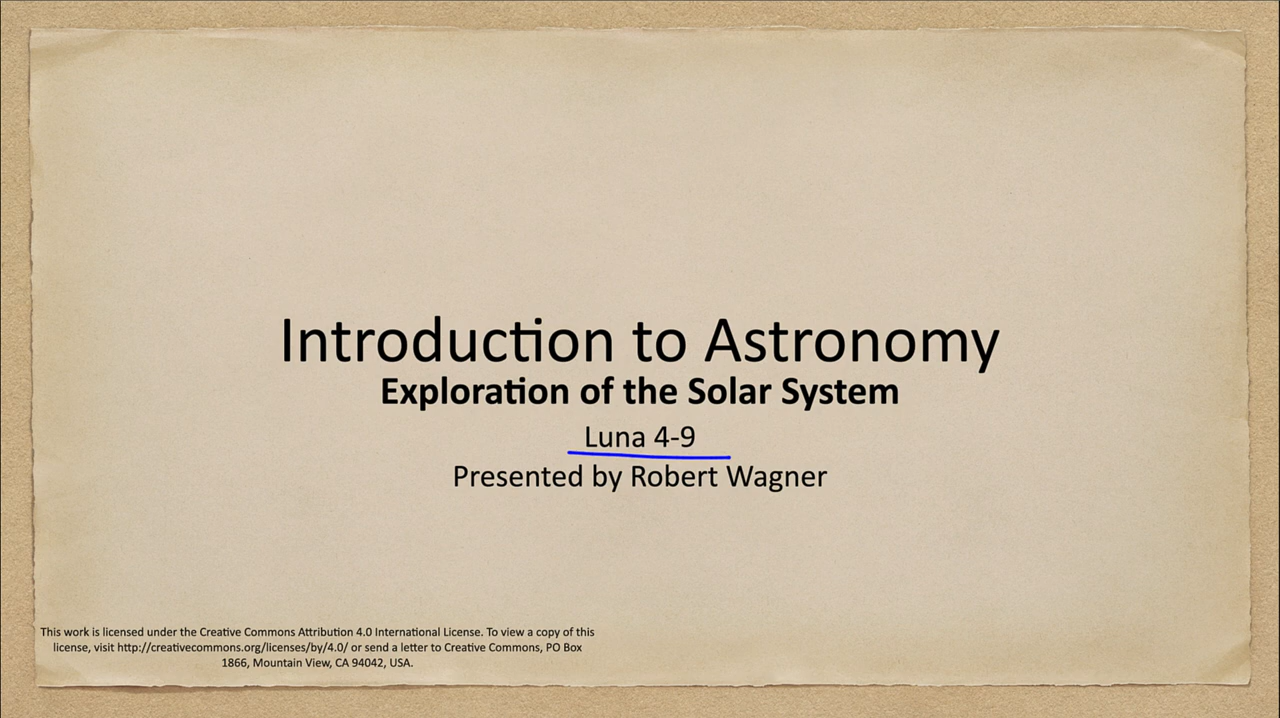 Introduction to Astronomy
Exploration of the Solar System
Luna 4-9
Presented by Robert Wagner
This work is licensed under the Creative Commons Attribution 4.0 International License. To view a copy of this
license, visit http://creativecommons.org/licenses/by/4.0/ or send a letter to Creative Commons, PO Box
1866, Mountain View, CA 94042, USA.